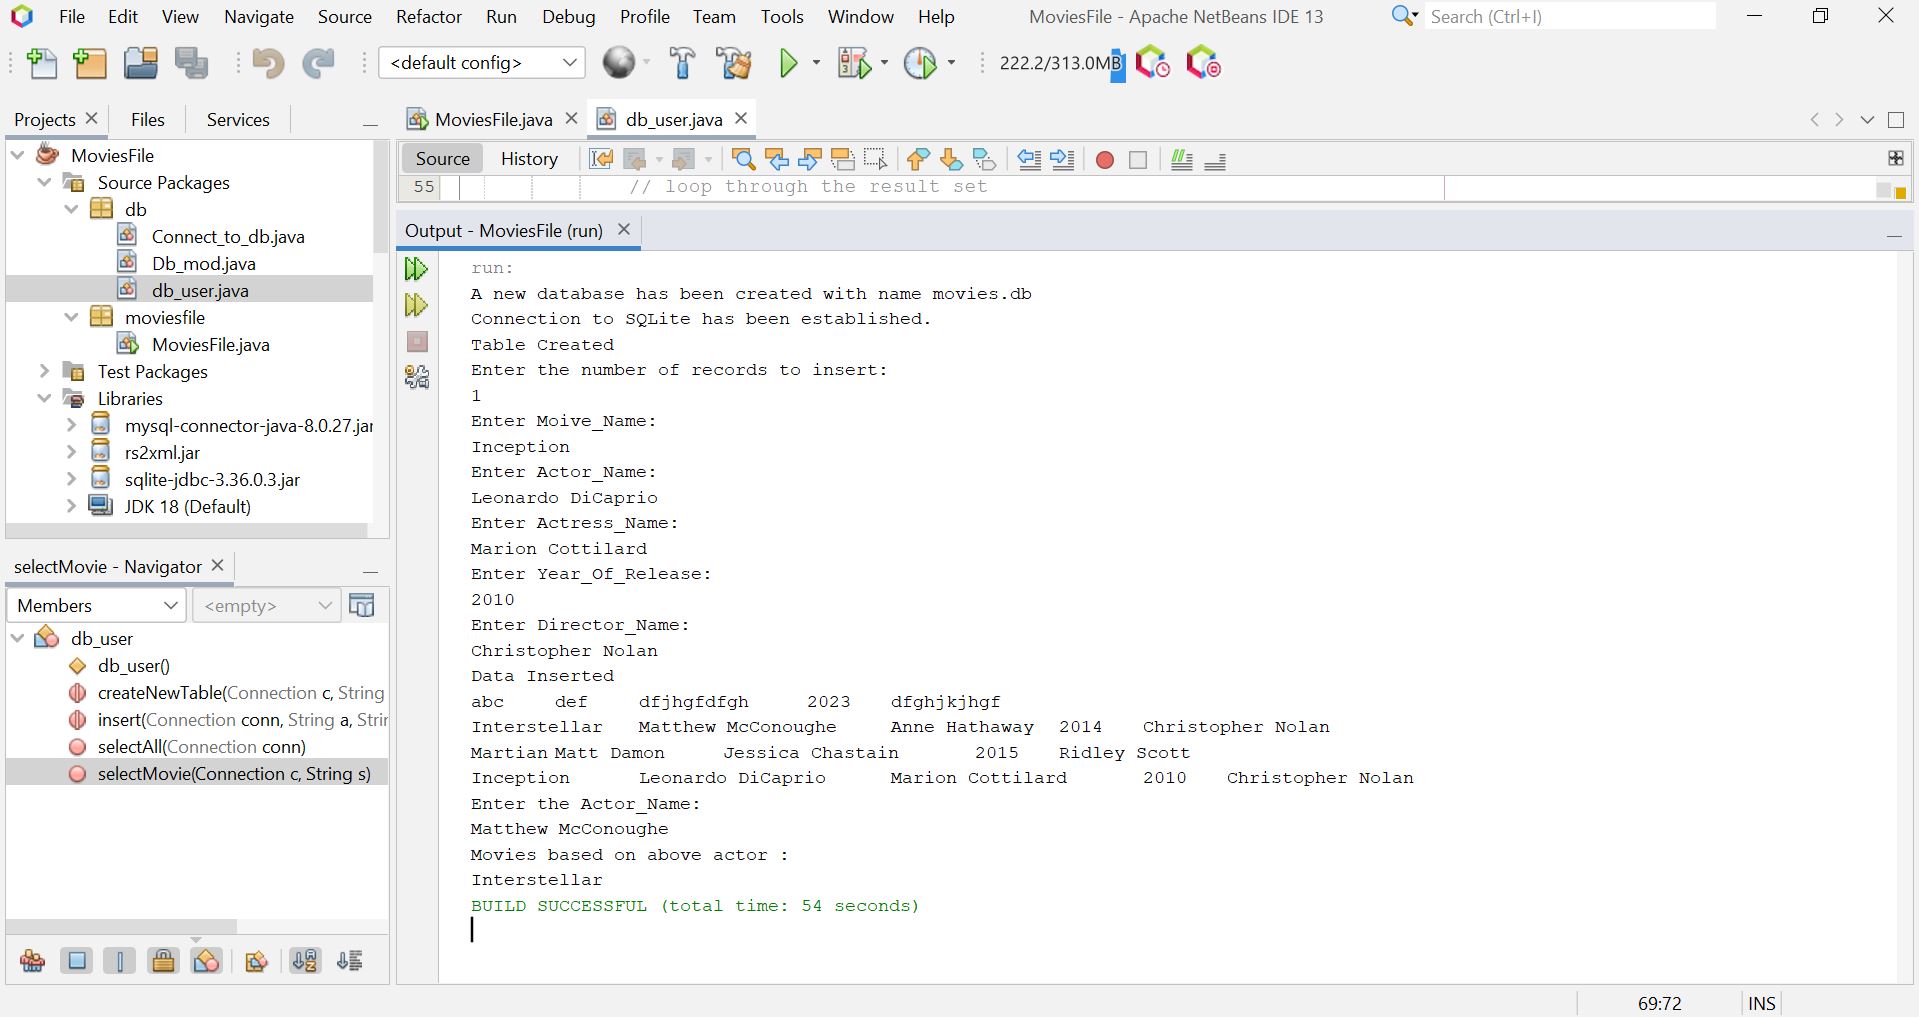 File Edit View Navigate Source Refactor Run Debug Profile Team Tools Window Help MoviesFile - Apache NetBeans IDE 13 Search (Ctrl+I)
<default config> 222.2/313.0MB
Projects Files Services
MoviesFile
Source Packages
db
Connect_to_db.java
Db_mod.java
db_user.java
moviesfile
MoviesFile.java
Test Packages
Libraries
mysql-connector-java-8.0.27.jar
rs2xml.jar
sqlite-jdbc-3.36.0.3.jar
JDK 18 (Default)
selectMovie - Navigator
Members <empty>
db_user
db_user()
createNewTable(Connection c, String
insert(Connection conn, String a, Strir
selectAll(Connection conn)
selectMovie(Connection c, String s)
MoviesFile.java db_user.java
Source History
55 // loop through the result set
Output - MoviesFile (run)
run:
A new database has been created with name movies.db
Connection to SQLite has been established.
Table Created
Enter the number of records to insert:
1
Enter Moive_Name:
Inception
Enter Actor_Name:
Leonardo DiCaprio
Enter Actress_Name:
Marion Cottilard
Enter Year_Of_Release:
2010
Enter Director_Name:
Christopher Nolan
Data Inserted
abc def dfjhgfdfgh 2023 dfghjkjhgf
Interstellar Matthew McConoughe Anne Hathaway 2014 Christopher Nolan
Martian Matt Damon Jessica Chastain 2015 Ridley Scott
Inception Leonardo DiCaprio Marion Cottilard 2010 Christopher Nolan
Enter the Actor_Name:
Matthew McConoughe
Movies based on above actor :
Interstellar
BUILD SUCCESSFUL (total time: 54 seconds)
69:72 INS